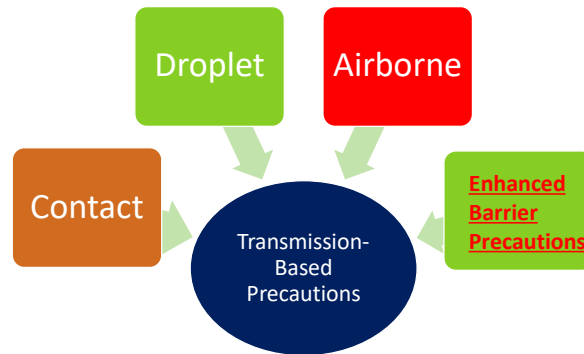 Droplet
Airborne
Contact
Enhanced
Barrier
Precautions
Transmission-
Based
Precautions